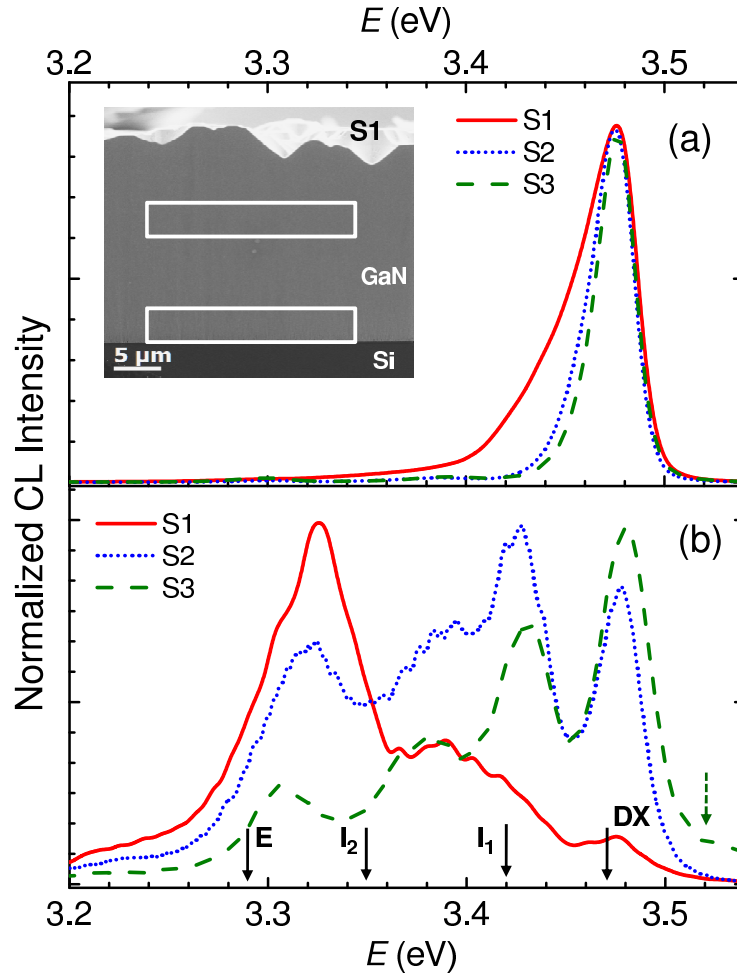 E (eV)
3.2 3.3 3.4 3.5
S1
S2
S3
(a)
S1
GaN
5 µm
Si
Normalized CL Intensity
S1
S2
S3
(b)
E
I2
I1
DX
3.2 3.3 3.4 3.5
E (eV)